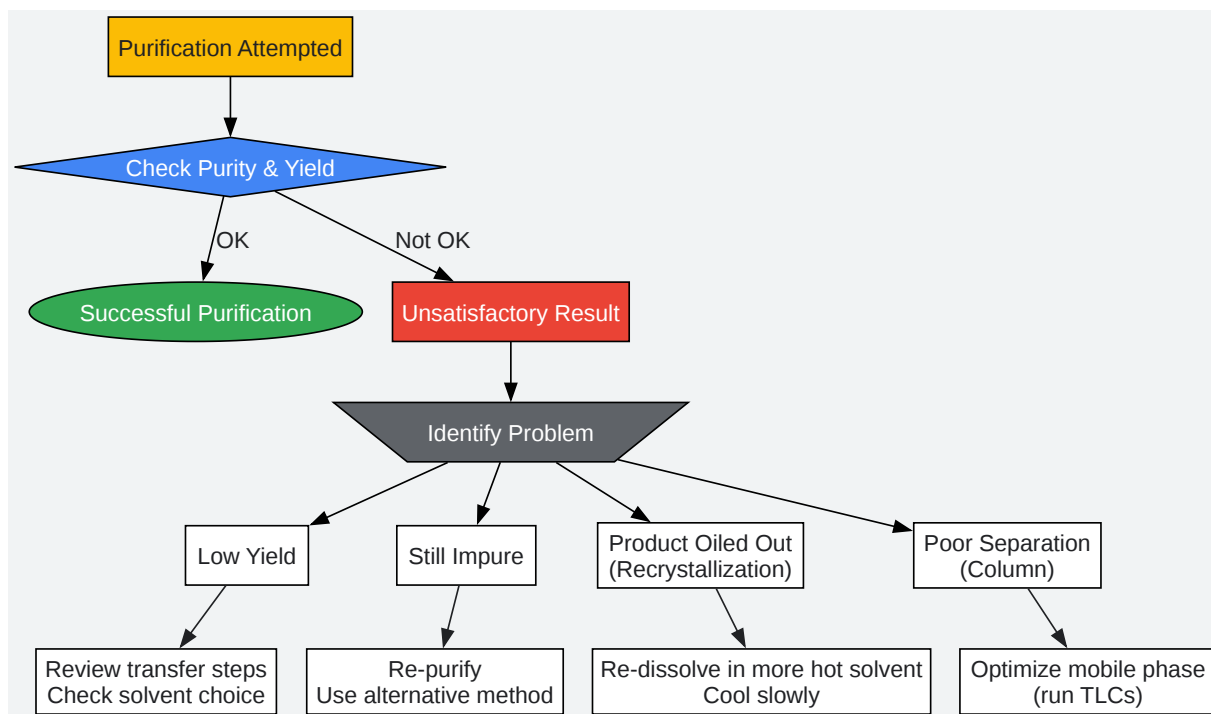 Purification Attempted
Check Purity & Yield
OK
Not OK
Successful Purification
Unsatisfactory Result
Identify Problem
Low Yield
Still Impure
Product Oiled Out
(Recrystallization)
Poor Separation
(Column)
Review transfer steps
Check solvent choice
Re-purify
Use alternative method
Re-dissolve in more hot solvent
Cool slowly
Optimize mobile phase
(run TLCs)